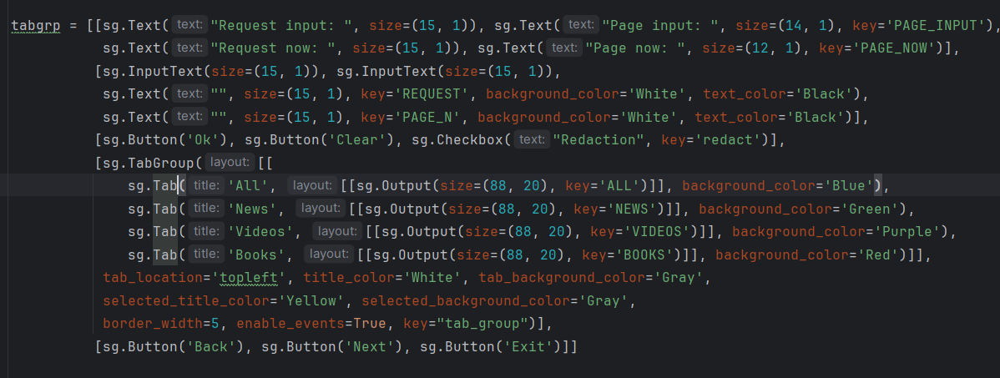 tabgrp = [[sg.Text( text: "Request input: ", size=(15, 1)), sg.Text( text: "Page input: ", size=(14, 1), key='PAGE_INPUT'),
sg.Text( text: "Request now: ", size=(15, 1)), sg.Text( text: "Page now: ", size=(12, 1), key='PAGE_NOW')],
[sg.InputText(size=(15, 1)), sg.InputText(size=(15, 1)),
sg.Text( text: "", size=(15, 1), key='REQUEST', background_color='White', text_color='Black'),
sg.Text( text: "", size=(15, 1), key='PAGE_N', background_color='White', text_color='Black')],
[sg.Button('Ok'), sg.Button('Clear'), sg.Checkbox( text: "Redaction", key='redact')],
[sg.TabGroup( layout: [[
sg.Tab( title: 'All', layout: [[sg.Output(size=(88, 20), key='ALL')]], background_color='Blue'),
sg.Tab( title: 'News', layout: [[sg.Output(size=(88, 20), key='NEWS')]], background_color='Green'),
sg.Tab( title: 'Videos', layout: [[sg.Output(size=(88, 20), key='VIDEOS')]], background_color='Purple'),
sg.Tab( title: 'Books', layout: [[sg.Output(size=(88, 20), key='BOOKS')]], background_color='Red')]],
tab_location='topleft', title_color='White', tab_background_color='Gray',
selected_title_color='Yellow', selected_background_color='Gray',
border_width=5, enable_events=True, key="tab_group")],
[sg.Button('Back'), sg.Button('Next'), sg.Button('Exit')]]